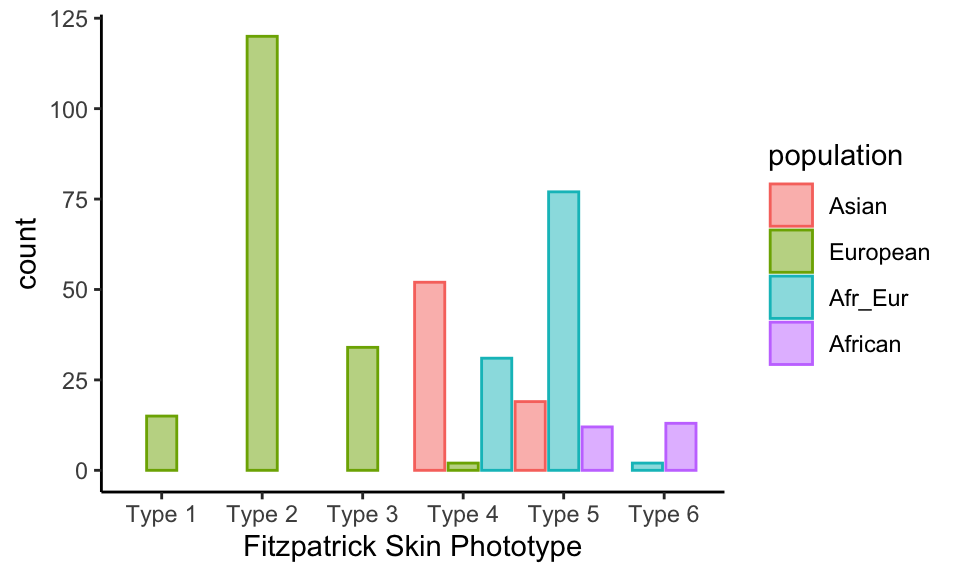 125
100
75
50
25
0
count
Type 1 Type 2 Type 3 Type 4 Type 5 Type 6
Fitzpatrick Skin Phototype
population
Asian
European
Afr_Eur
African